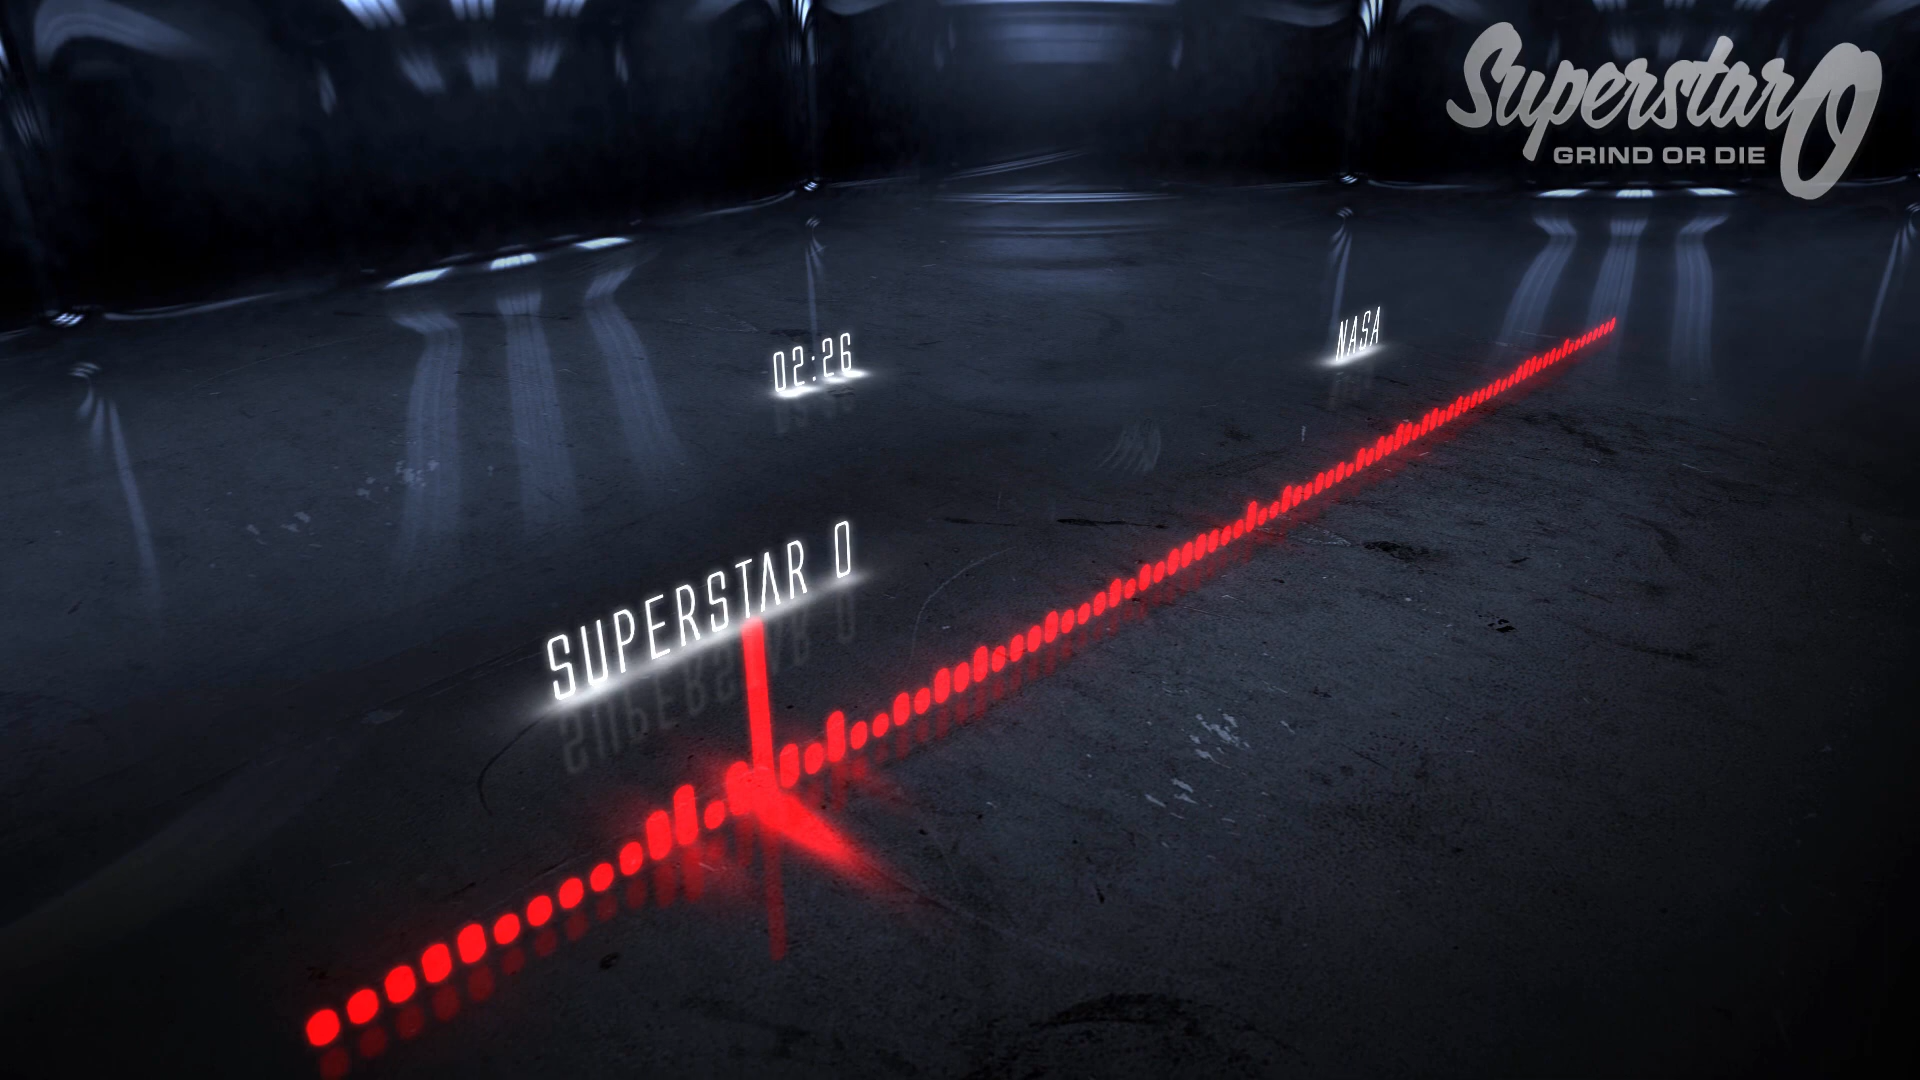 Superstar O
GRIND OR DIE
02:26
NASA
SUPERSTAR O